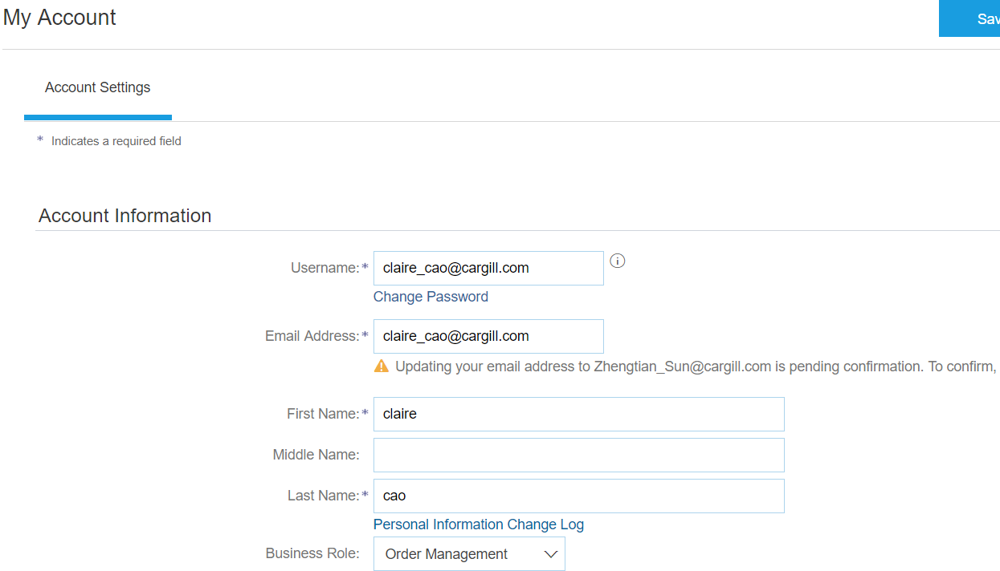 My Account
Sav
Account Settings
* Indicates a required field
Account Information
Username:* claire_cao@cargill.com
Change Password
Email Address:* claire_cao@cargill.com
Updating your email address to Zhengtian_Sun@cargill.com is pending confirmation. To confirm,
First Name:* claire
Middle Name:
Last Name:* cao
Personal Information Change Log
Business Role: Order Management